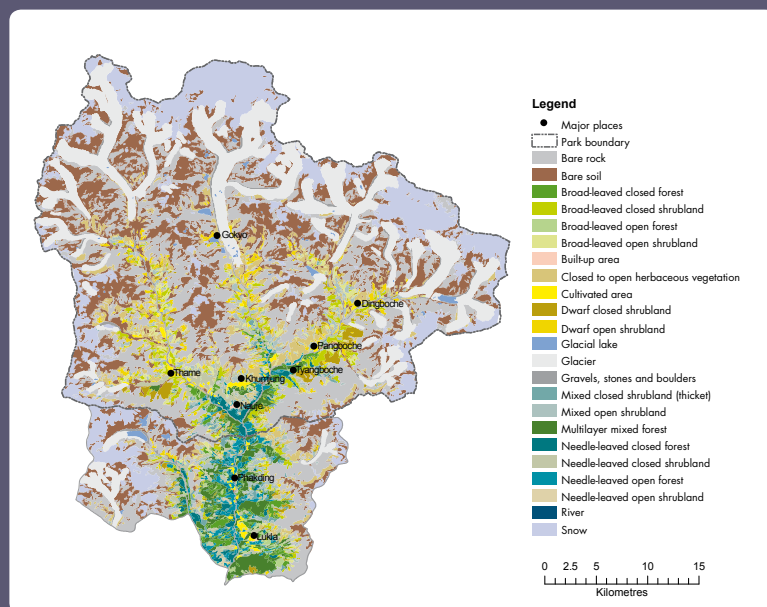 Legend
Major places
Park boundary
Bare rock
Bare soil
Broad-leaved closed forest
Broad-leaved closed shrubland
Broad-leaved open forest
Broad-leaved open shrubland
Built-up area
Closed to open herbaceous vegetation
Cultivated area
Dwarf closed shrubland
Dwarf open shrubland
Glacial lake
Glacier
Gravels, stones and boulders
Mixed closed shrubland (thicket)
Mixed open shrubland
Multilayer mixed forest
Needle-leaved closed forest
Needle-leaved closed shrubland
Needle-leaved open forest
Needle-leaved open shrubland
River
Snow
0 2.5 5 10 15
Kilometres
Gokyo
Dingboche
Pangboche
Tyangboche
Thame
Khumjung
Nauje
Phakding
Lukla